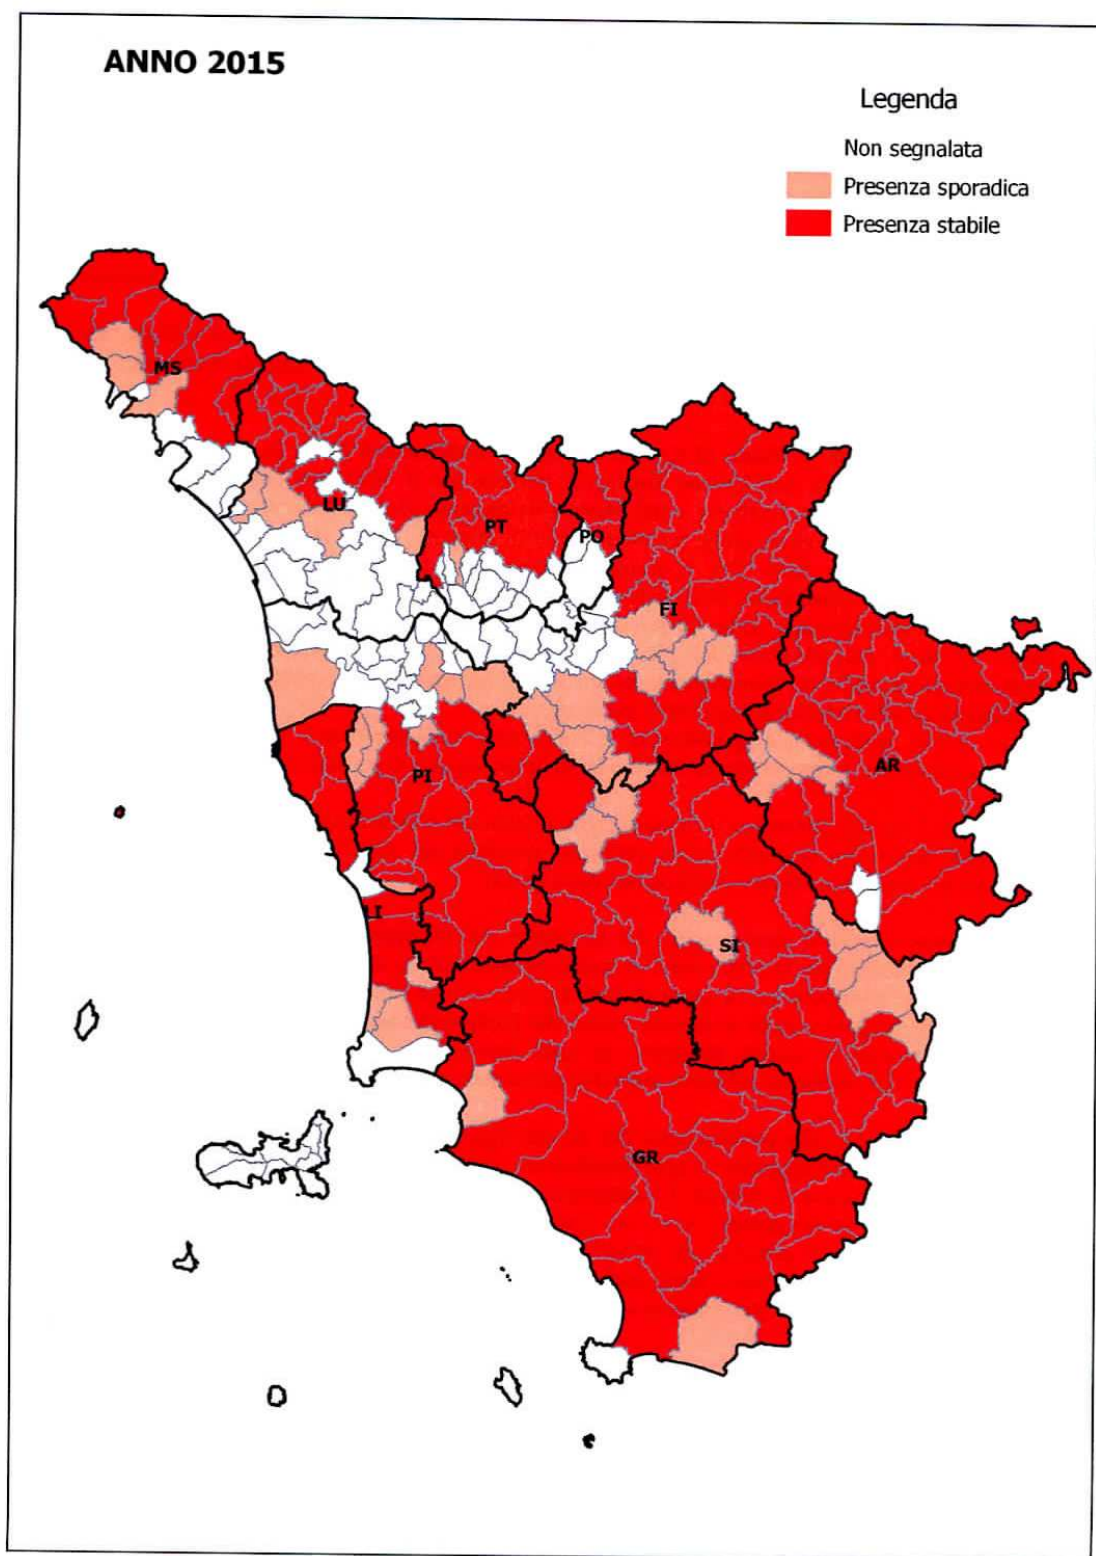 ANNO 2015
Legenda
Non segnalata
Presenza sporadica
Presenza stabile
MS
LU
PT
PO
FI
AR
PI
LI
SI
GR